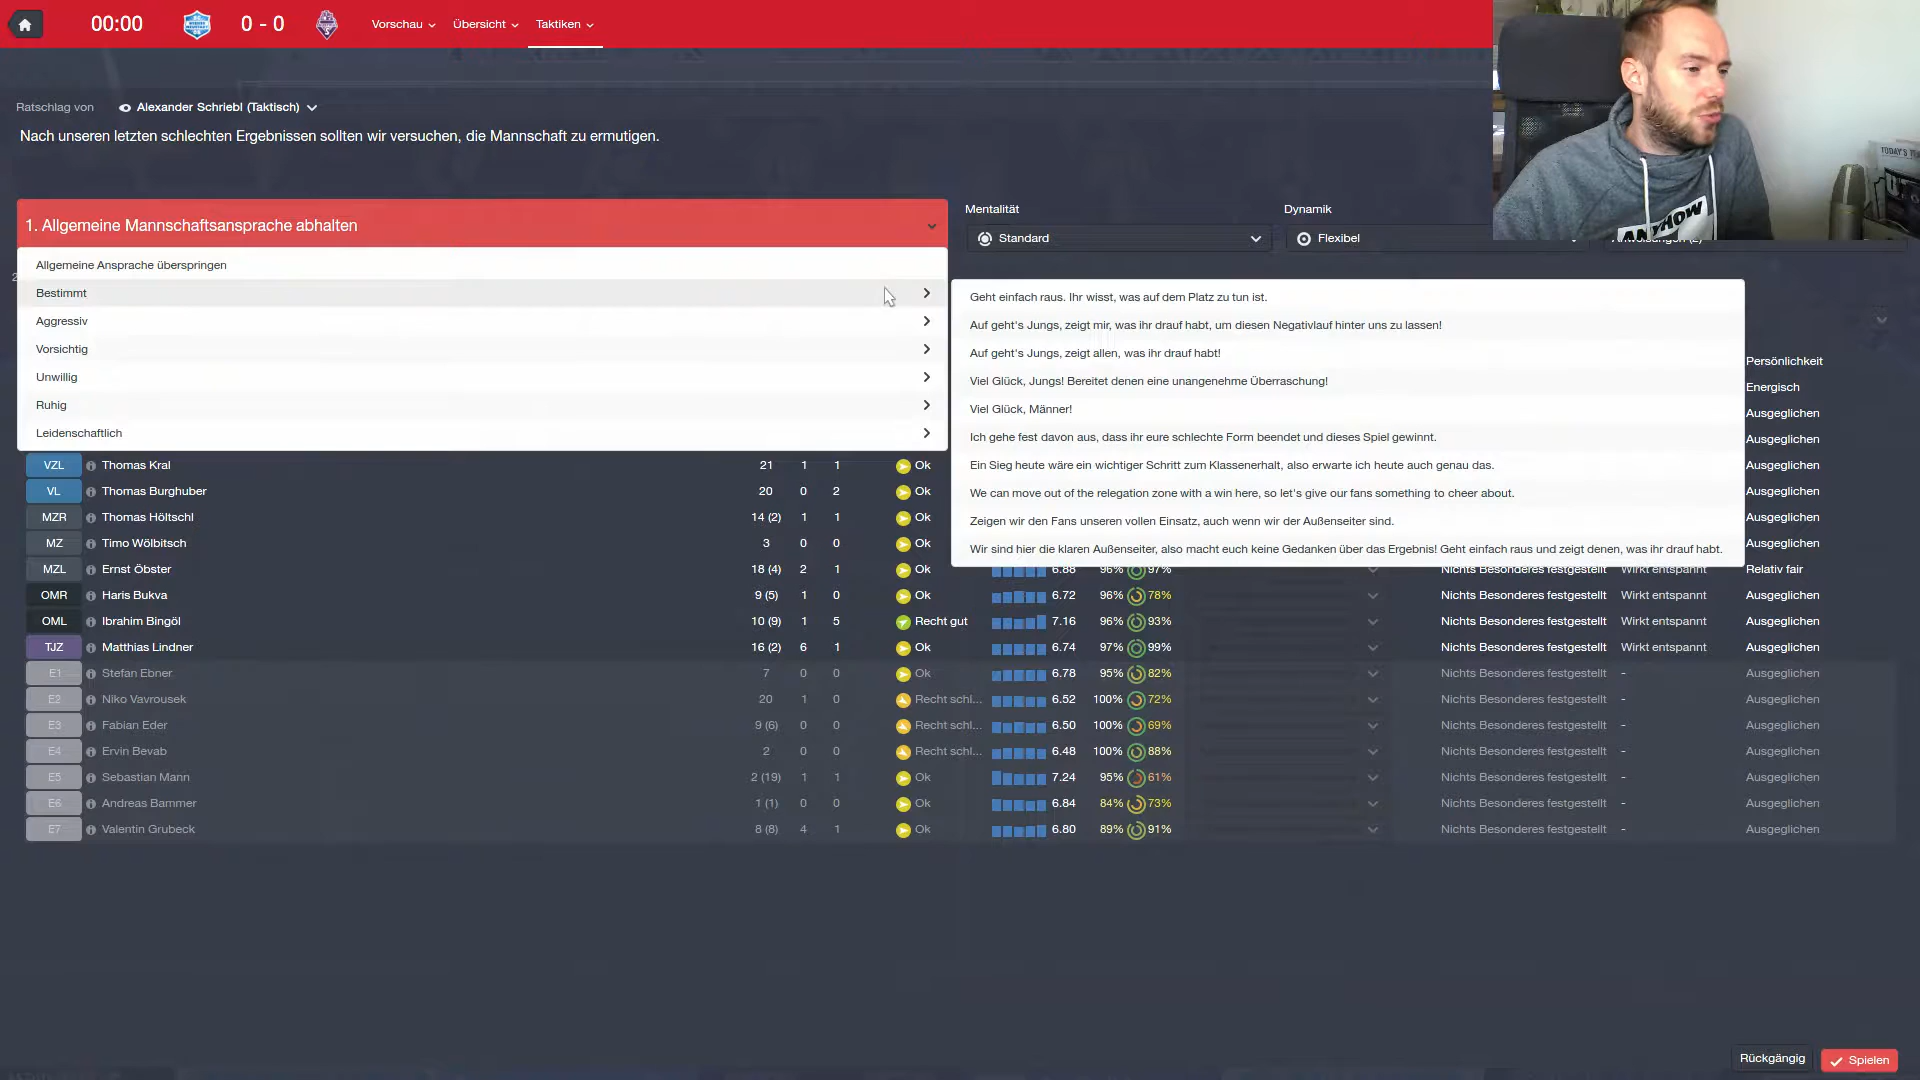 00:00 0 - 0 Vorschau Übersicht Taktiken
Ratschlag von Alexander Schriebl (Taktisch)
Nach unseren letzten schlechten Ergebnissen sollten wir versuchen, die Mannschaft zu ermutigen.
TODAY'S
1. Allgemeine Mannschaftsansprache abhalten
Mentalität Dynamik
Standard Flexibel
Allgemeine Ansprache überspringen
Bestimmt
Aggressiv
Vorsichtig
Unwillig
Ruhig
Leidenschaftlich
Geht einfach raus. Ihr wisst, was auf dem Platz zu tun ist.
Auf geht's Jungs, zeigt mir, was ihr drauf habt, um diesen Negativlauf hinter uns zu lassen!
Auf geht's Jungs, zeigt allen, was ihr drauf habt!
Viel Glück, Jungs! Bereitet denen eine unangenehme Überraschung!
Viel Glück, Männer!
Ich gehe fest davon aus, dass ihr eure schlechte Form beendet und dieses Spiel gewinnt.
Ein Sieg heute wäre ein wichtiger Schritt zum Klassenerhalt, also erwarte ich heute auch genau das.
We can move out of the relegation zone with a win here, so let's give our fans something to cheer about.
Zeigen wir den Fans unseren vollen Einsatz, auch wenn wir der Außenseiter sind.
Wir sind hier die klaren Außenseiter, also macht euch keine Gedanken über das Ergebnis! Geht einfach raus und zeigt denen, was ihr drauf habt.
Persönlichkeit
Energisch
Ausgeglichen
Ausgeglichen
VZL Thomas Kral 21 1 1 Ok Ausgeglichen
VL Thomas Burghuber 20 0 2 Ok Ausgeglichen
MZR Thomas Höltschl 14 (2) 1 1 Ok Ausgeglichen
MZ Timo Wölbitsch 3 0 0 Ok Ausgeglichen
MZL Ernst Öbster 18 (4) 2 1 Ok 6.88 96% 97% Nichts Besonderes festgestellt Wirkt entspannt Relativ fair
OMR Haris Bukva 9 (5) 1 0 Ok 6.72 96% 78% Nichts Besonderes festgestellt Wirkt entspannt Ausgeglichen
OML Ibrahim Bingöl 10 (9) 1 5 Recht gut 7.16 96% 93% Nichts Besonderes festgestellt Wirkt entspannt Ausgeglichen
TJZ Matthias Lindner 16 (2) 6 1 Ok 6.74 97% 99% Nichts Besonderes festgestellt Wirkt entspannt Ausgeglichen
E1 Stefan Ebner 7 0 0 Ok 6.78 95% 82% Nichts Besonderes festgestellt - Ausgeglichen
E2 Niko Vavrousek 20 1 0 Recht schl... 6.52 100% 72% Nichts Besonderes festgestellt - Ausgeglichen
E3 Fabian Eder 9 (6) 0 0 Recht schl... 6.50 100% 69% Nichts Besonderes festgestellt - Ausgeglichen
E4 Ervin Bevab 2 0 0 Recht schl... 6.48 100% 88% Nichts Besonderes festgestellt - Ausgeglichen
E5 Sebastian Mann 2 (19) 1 1 Ok 7.24 95% 61% Nichts Besonderes festgestellt - Ausgeglichen
E6 Andreas Bammer 1 (1) 0 0 Ok 6.84 84% 73% Nichts Besonderes festgestellt - Ausgeglichen
E7 Valentin Grubeck 8 (8) 4 1 Ok 6.80 89% 91% Nichts Besonderes festgestellt - Ausgeglichen
Rückgängig Spielen